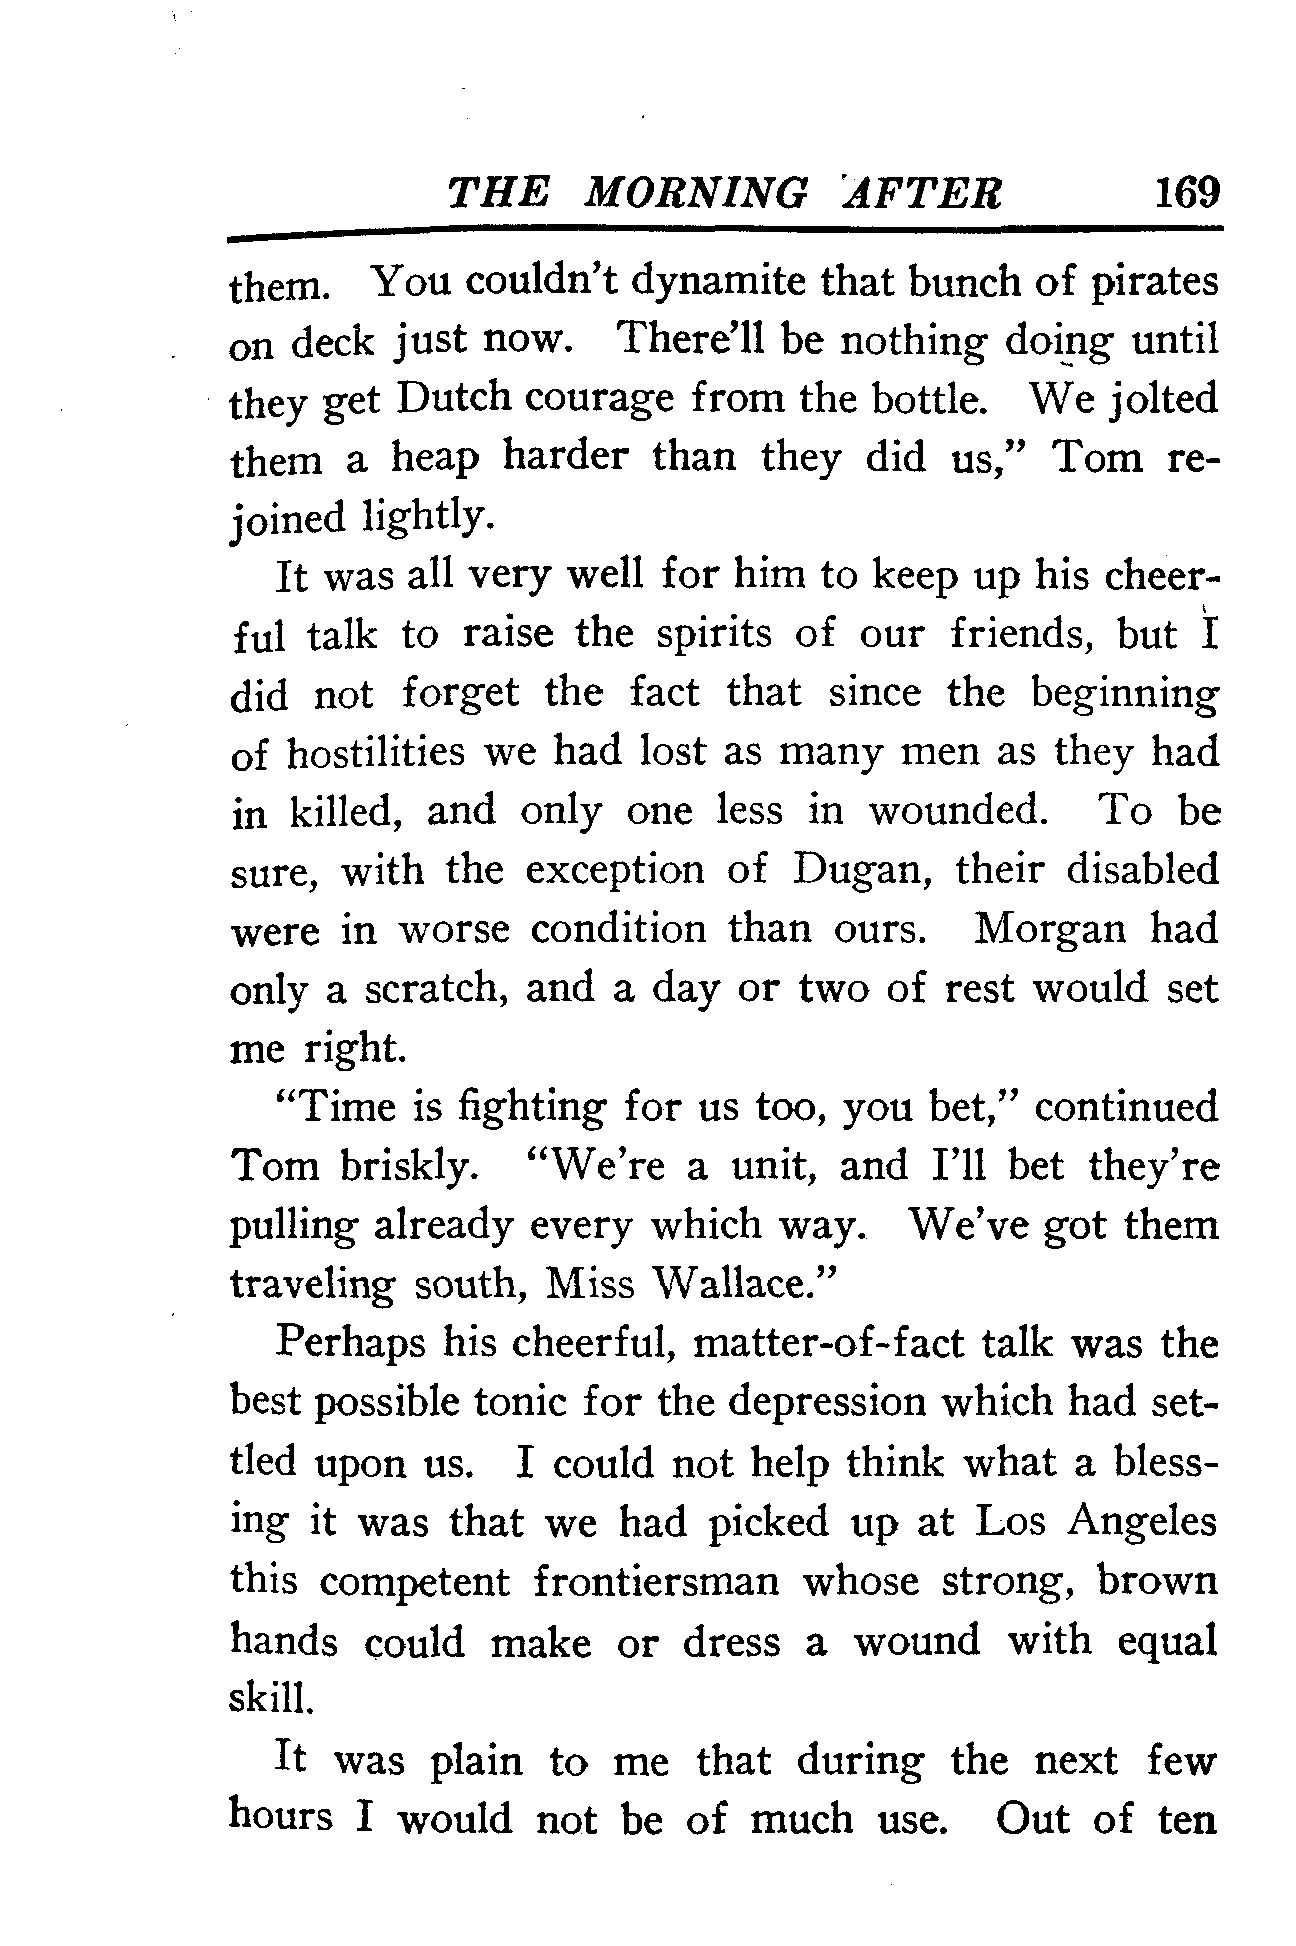 THE MORNING AFTER 169
them. You couldn't dynamite that bunch of pirates
on deck just now. There'll be nothing doing until
they get Dutch courage from the bottle. We jolted
them a heap harder than they did us,” Tom re-
joined lightly.
It was all very well for him to keep up his cheer-
ful talk to raise the spirits of our friends, but I
did not forget the fact that since the beginning
of hostilities we had lost as many men as they had
in killed, and only one less in wounded. To be
sure, with the exception of Dugan, their disabled
were in worse condition than ours. Morgan had
only a scratch, and a day or two of rest would set
me right.
“Time is fighting for us too, you bet,” continued
Tom briskly. “We're a unit, and I'll bet they're
pulling already every which way. We've got them
traveling south, Miss Wallace.”
Perhaps his cheerful, matter-of-fact talk was the
best possible tonic for the depression which had set-
tled upon us. I could not help think what a bless-
ing it was that we had picked up at Los Angeles
this competent frontiersman whose strong, brown
hands could make or dress a wound with equal
skill.
It was plain to me that during the next few
hours I would not be of much use. Out of ten